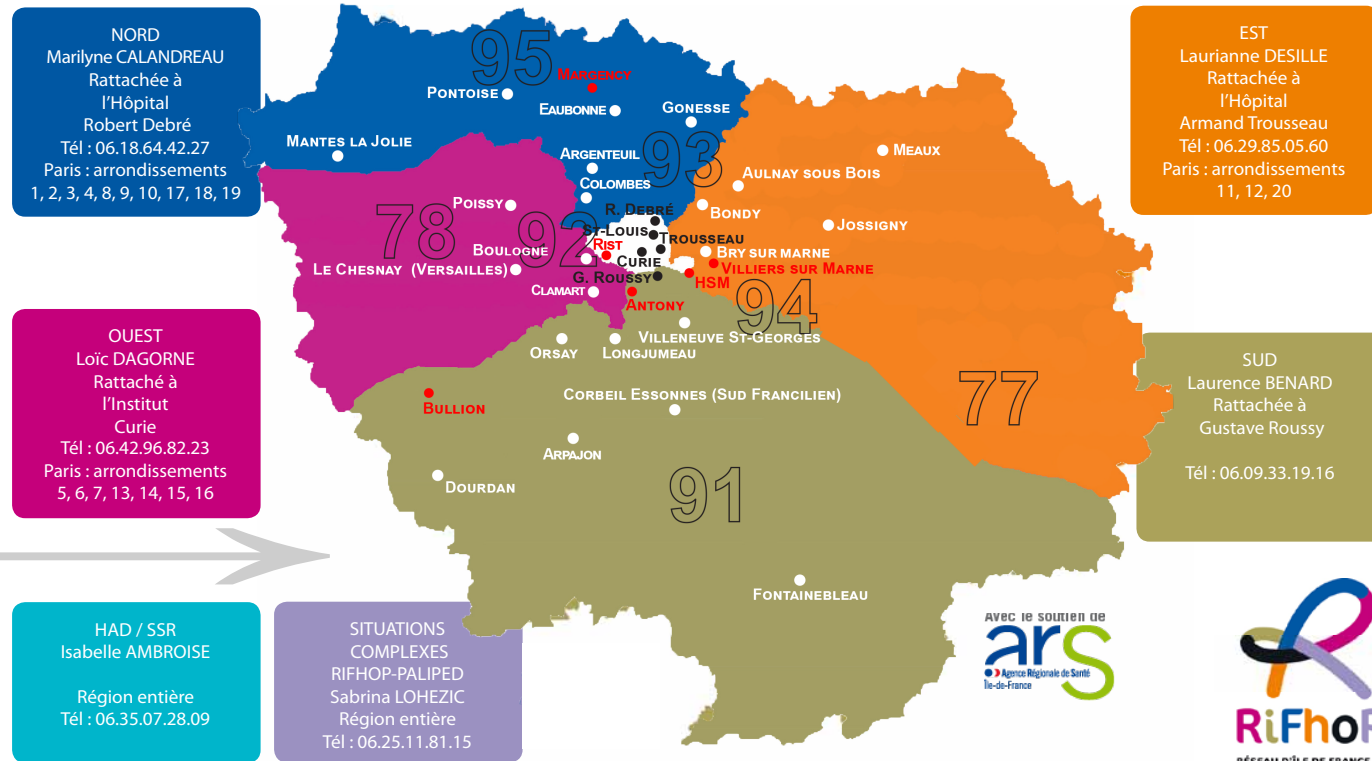 NORD
Marilyne CALANDREAU
Rattachée à
l'Hôpital
Robert Debré
Tél : 06.18.64.42.27
Paris : arrondissements
1, 2, 3, 4, 8, 9, 10, 17, 18, 19
OUEST
Loïc DAGORNE
Rattaché à
l'Institut
Curie
Tél : 06.42.96.82.23
Paris : arrondissements
5, 6, 7, 13, 14, 15, 16
HAD / SSR
Isabelle AMBROISE
Région entière
Tél : 06.35.07.28.09
SITUATIONS
COMPLEXES
RIFHOP-PALIPED
Sabrina LOHEZIC
Région entière
Tél : 06.25.11.81.15
95
MARGENCY
PONTOISE
EAUBONNE
GONESSE
MANTES LA JOLIE
ARGENTEUIL
93
COLOMBES
MEAUX
AULNAY SOUS BOIS
78
POISSY
92
R. DEBRÉ
BONDY
ST-LOUIS
JOSSIGNY
RIST
TROUSSEAU
BOULOGNE
CURIE
BRY SUR MARNE
LE CHESNAY (VERSAILLES)
G. ROUSSY
VILLIERS SUR MARNE
HSM
CLAMART
ANTONY
94
VILLENEUVE ST-GEORGES
ORSAY
LONGJUMEAU
77
BULLION
CORBEIL ESSONNES (SUD FRANCILIEN)
ARPAJON
DOURDAN
91
FONTAINEBLEAU
EST
Laurianne DESILLE
Rattachée à
l'Hôpital
Armand Trousseau
Tél : 06.29.85.05.60
Paris : arrondissements
11, 12, 20
SUD
Laurence BENARD
Rattachée à
Gustave Roussy
Tél : 06.09.33.19.16
Avec le soutien de
arS
Agence Régionale de Santé
Île-de-France
RiFhoP
RÉSEAU D'ÎLE DE FRANCE